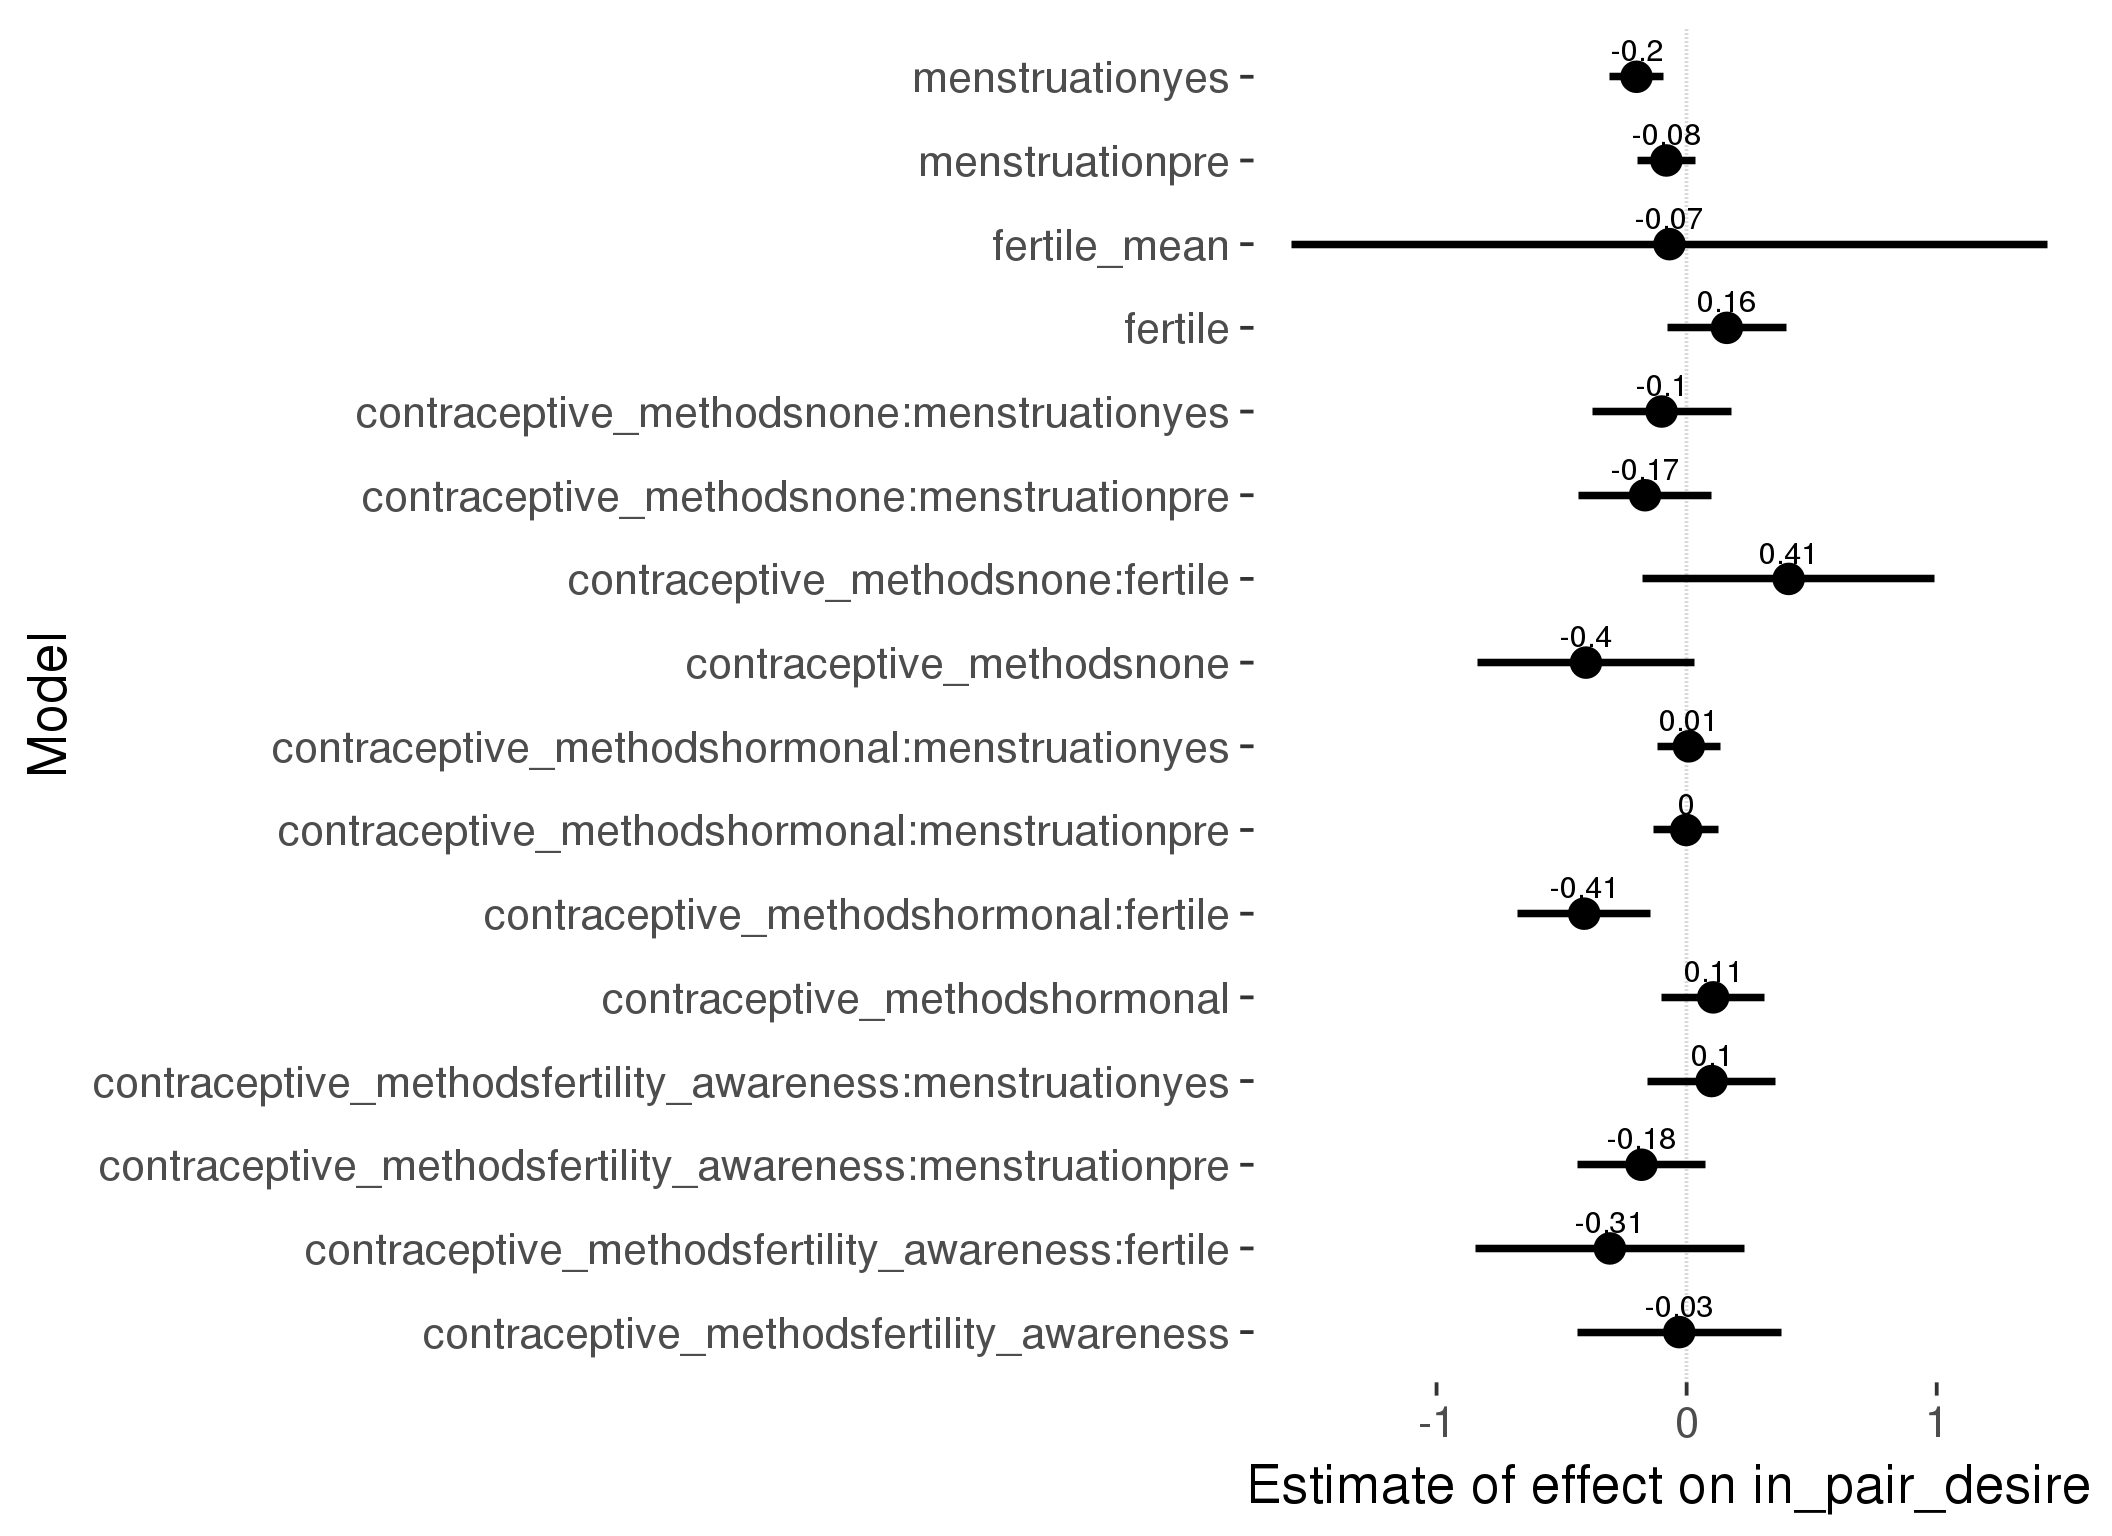 menstruationyes
-0.2
menstruationpre
-0.08
fertile_mean
-0.07
fertile
0.16
contraceptive_methodsnone:menstruationyes
-0.1
contraceptive_methodsnone:menstruationpre
-0.17
contraceptive_methodsnone:fertile
0.41
contraceptive_methodsnone
-0.4
contraceptive_methodshormonal:menstruationyes
0.01
contraceptive_methodshormonal:menstruationpre
0
contraceptive_methodshormonal:fertile
-0.41
contraceptive_methodshormonal
0.11
contraceptive_methodsfertility_awareness:menstruationyes
0.1
contraceptive_methodsfertility_awareness:menstruationpre
-0.18
contraceptive_methodsfertility_awareness:fertile
-0.31
contraceptive_methodsfertility_awareness
-0.03
Model
-1 0 1
Estimate of effect on in_pair_desire